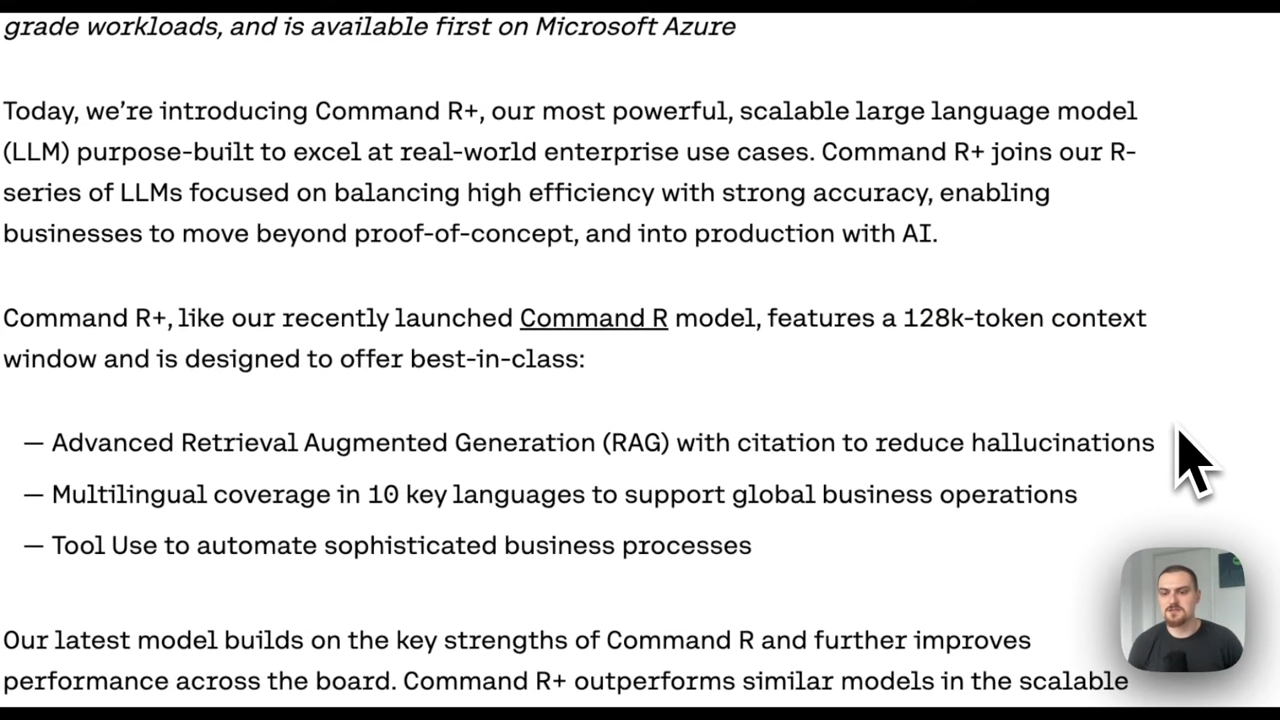 grade workloads, and is available first on Microsoft Azure
Today, we’re introducing Command R+, our most powerful, scalable large language model
(LLM) purpose-built to excel at real-world enterprise use cases. Command R+ joins our R-
series of LLMs focused on balancing high efficiency with strong accuracy, enabling
businesses to move beyond proof-of-concept, and into production with AI.
Command R+, like our recently launched Command R model, features a 128k-token context
window and is designed to offer best-in-class:
— Advanced Retrieval Augmented Generation (RAG) with citation to reduce hallucinations
— Multilingual coverage in 10 key languages to support global business operations
— Tool Use to automate sophisticated business processes
Our latest model builds on the key strengths of Command R and further improves
performance across the board. Command R+ outperforms similar models in the scalable